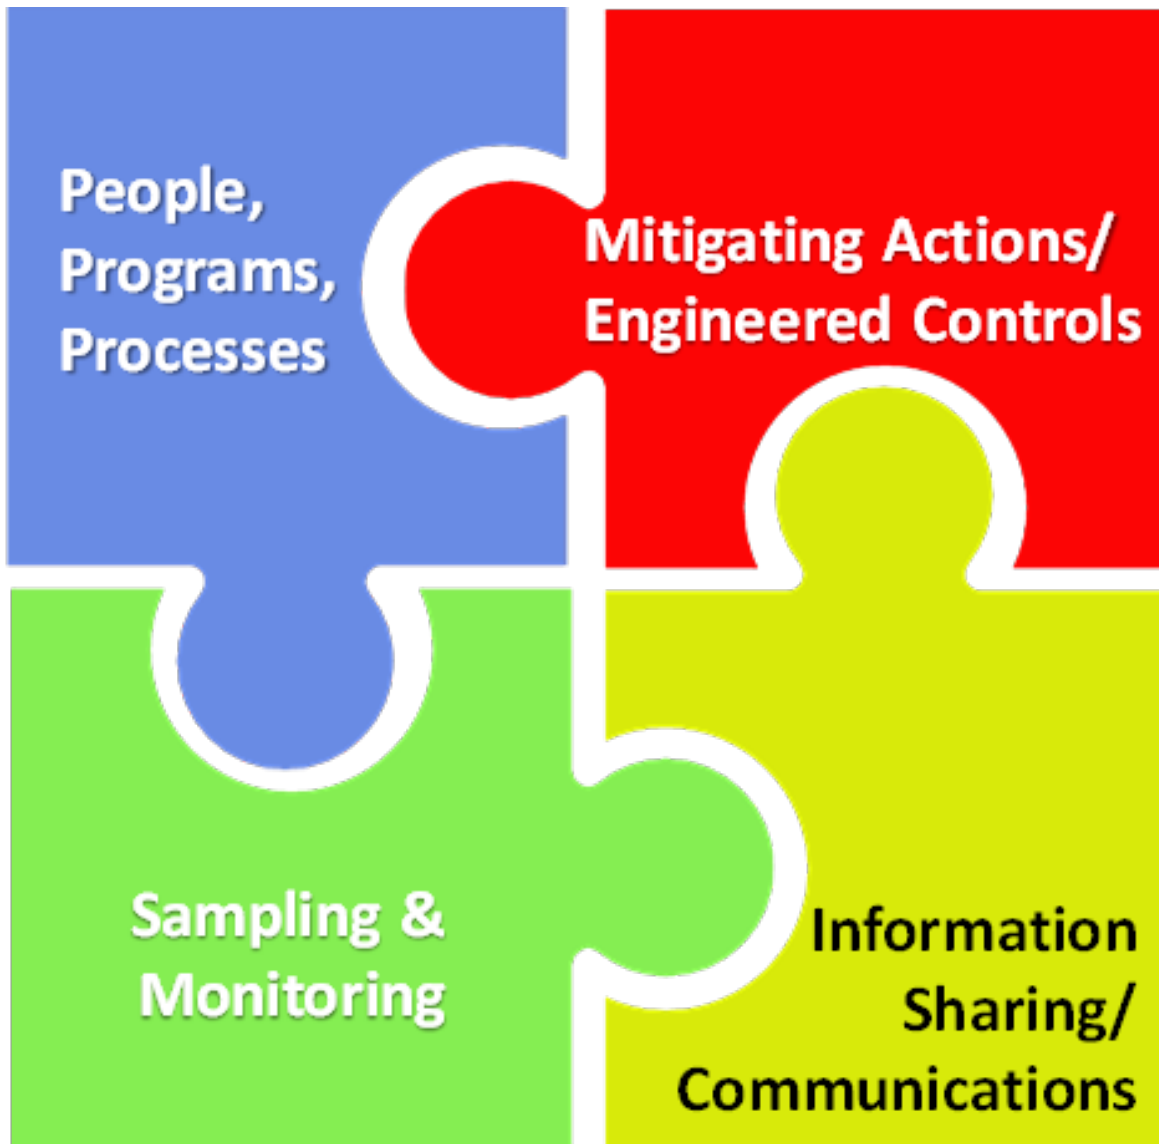 People,
Programs,
Processes
Mitigating Actions/
Engineered Controls
Sampling &
Monitoring
Information
Sharing/
Communications